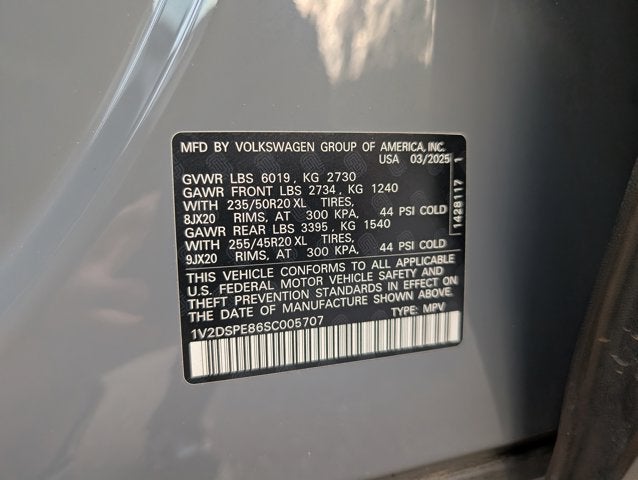 MFD BY VOLKSWAGEN GROUP OF AMERICA, INC.
USA 03/2025
GVWR LBS 6019, KG 2730
GAWR FRONT LBS 2734, KG 1240
WITH 235/50R20 XL TIRES,
8JX20 RIMS, AT 300 KPA, 44 PSI COLD
GAWR REAR LBS 3395, KG 1540
WITH 255/45R20 XL TIRES,
9JX20 RIMS, AT 300 KPA, 44 PSI COLD
THIS VEHICLE CONFORMS TO ALL APPLICABLE
U.S. FEDERAL MOTOR VEHICLE SAFETY AND
THEFT PREVENTION STANDARDS IN EFFECT ON
THE DATE OF MANUFACTURE SHOWN ABOVE.
1V2DSPE86SC005707 TYPE: MPV
1428117 1